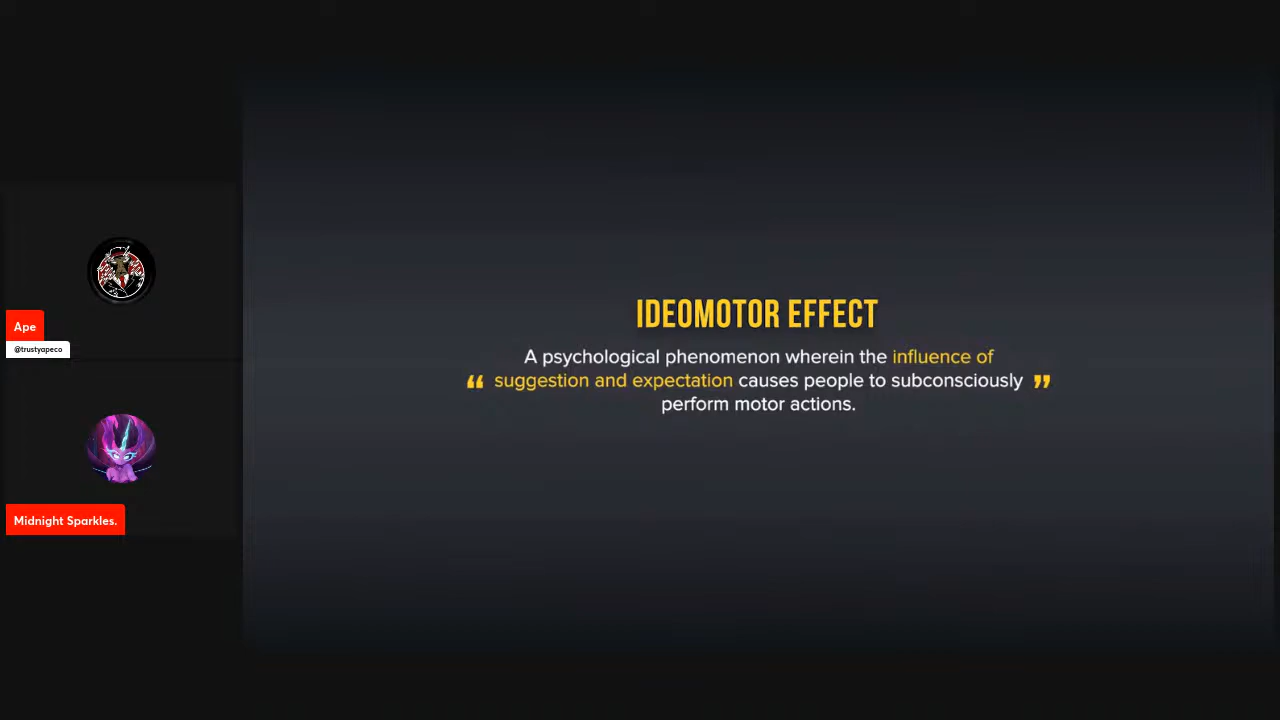 Ape
@trustyapeco
Midnight Sparkles.
IDEOMOTOR EFFECT
A psychological phenomenon wherein the influence of
“ suggestion and expectation causes people to subconsciously ”
perform motor actions.